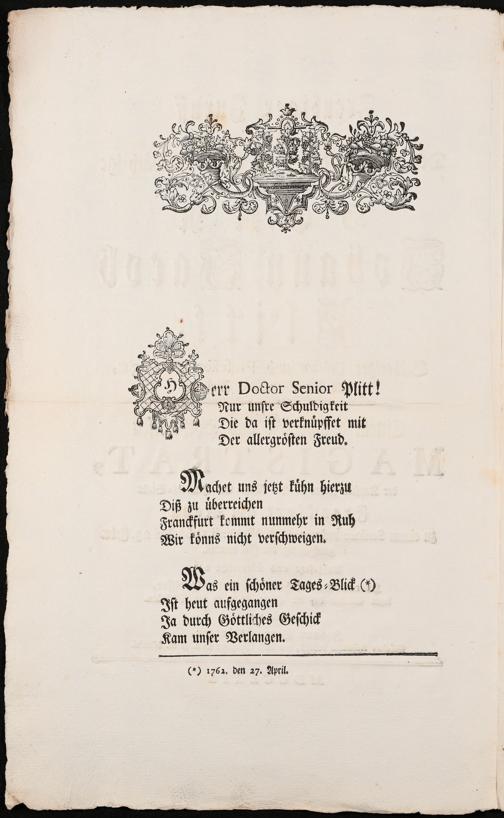 Herr Doctor Senior Plitt!
Nur unsre Schuldigkeit
Die da ist verknüpffet mit
Der allergrösten Freud.
Machet uns jetzt kühn hierzu
Diß zu überreichen
Franckfurt kommt nunmehr in Ruh
Wir könns nicht verschweigen.
Was ein schöner Tages-Blick (*)
Ist heut aufgegangen
Ja durch Göttliches Geschick
Kam unser Verlangen.
(*) 1762. den 27. April.